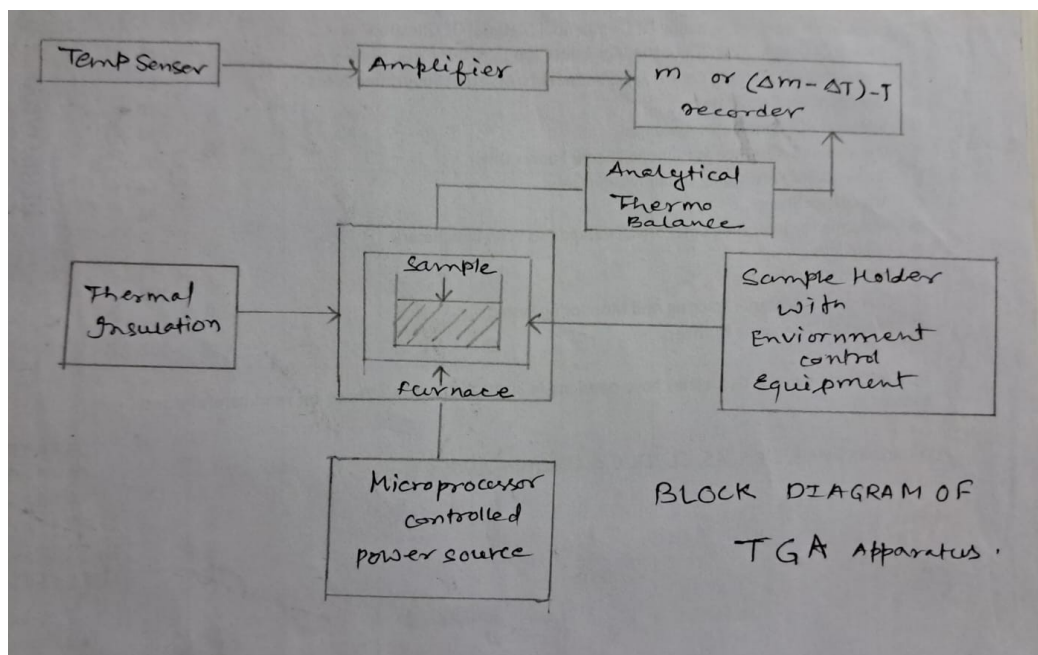 Temp Senser
Amplifier
m or (Δm-ΔT)-T
recorder
Analytical
Thermo
Balance
Thermal
Insulation
Sample
furnace
Sample Holder
with
Enviornment
control
Equipment
Microprocessor
controlled
power source
BLOCK DIAGRAM OF
TGA Apparatus.